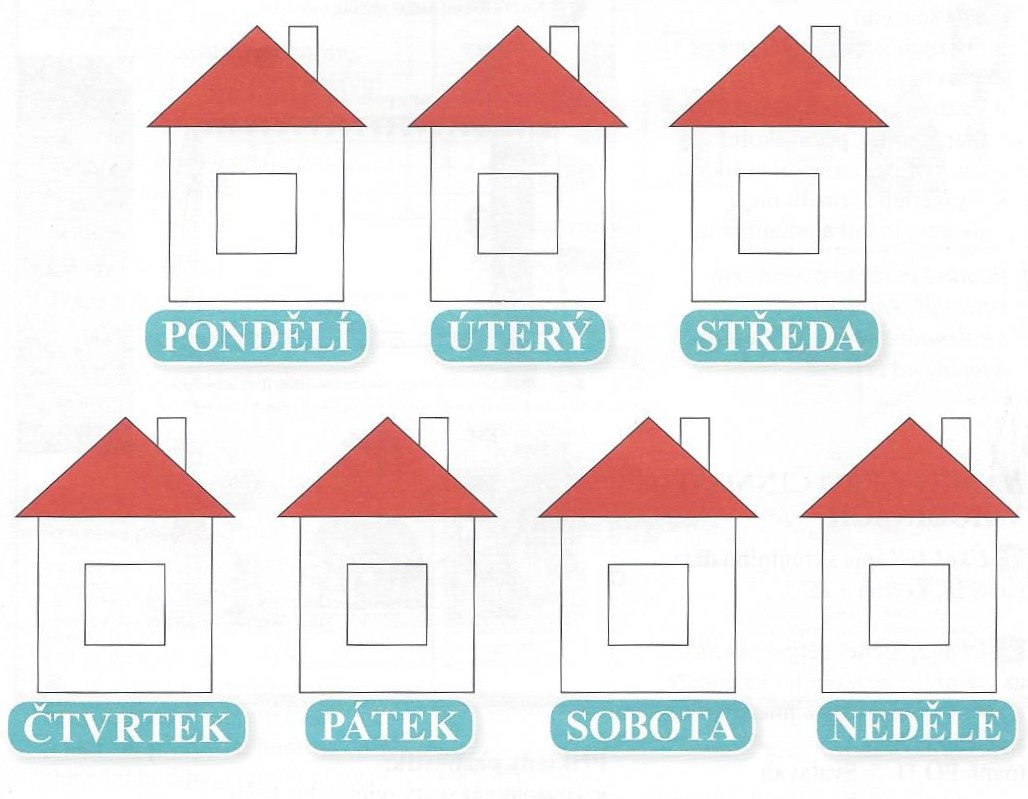 PONDĚLÍ ÚTERÝ STŘEDA
ČTVRTEK PÁTEK SOBOTA NEDĚLE